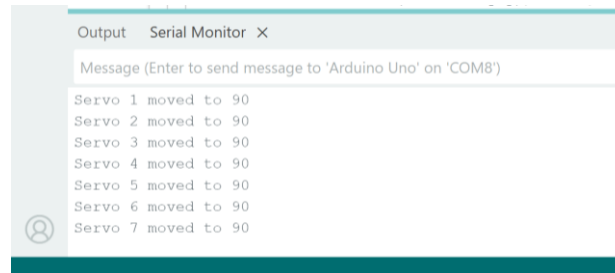 Output Serial Monitor ×
Message (Enter to send message to 'Arduino Uno' on 'COM8')
Servo 1 moved to 90
Servo 2 moved to 90
Servo 3 moved to 90
Servo 4 moved to 90
Servo 5 moved to 90
Servo 6 moved to 90
Servo 7 moved to 90